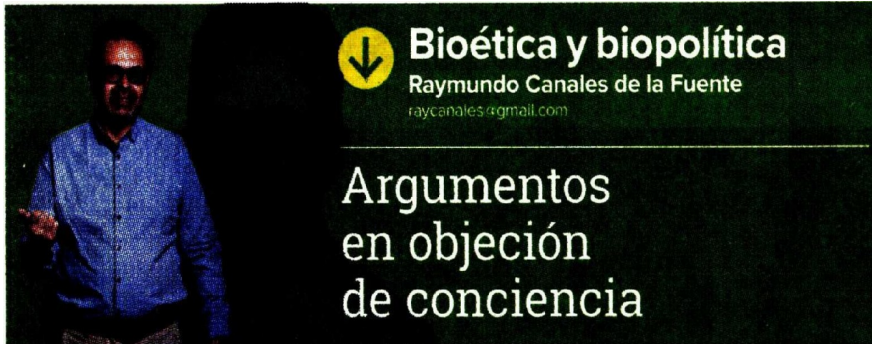 Bioética y biopolítica
Raymundo Canales de la Fuente
raycanales@gmail.com
Argumentos
en objeción
de conciencia